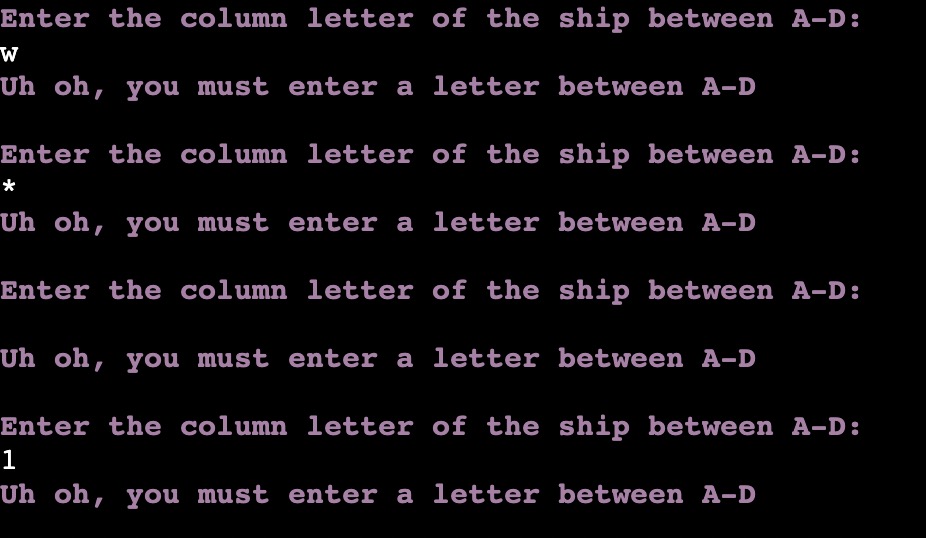 Enter the column letter of the ship between A-D:
w
Uh oh, you must enter a letter between A-D
Enter the column letter of the ship between A-D:
*
Uh oh, you must enter a letter between A-D
Enter the column letter of the ship between A-D:
Uh oh, you must enter a letter between A-D
Enter the column letter of the ship between A-D:
1
Uh oh, you must enter a letter between A-D